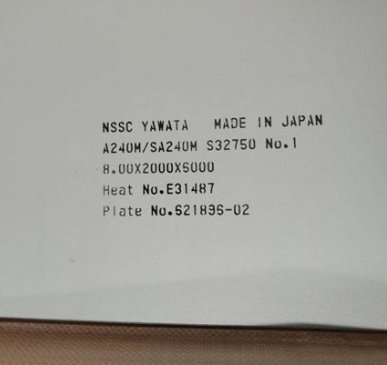 NSSC YAWATA MADE IN JAPAN
A240M/SA240M S32750 No.1
8.00X2000X6000
Heat No.E31487
Plate No.621896-02